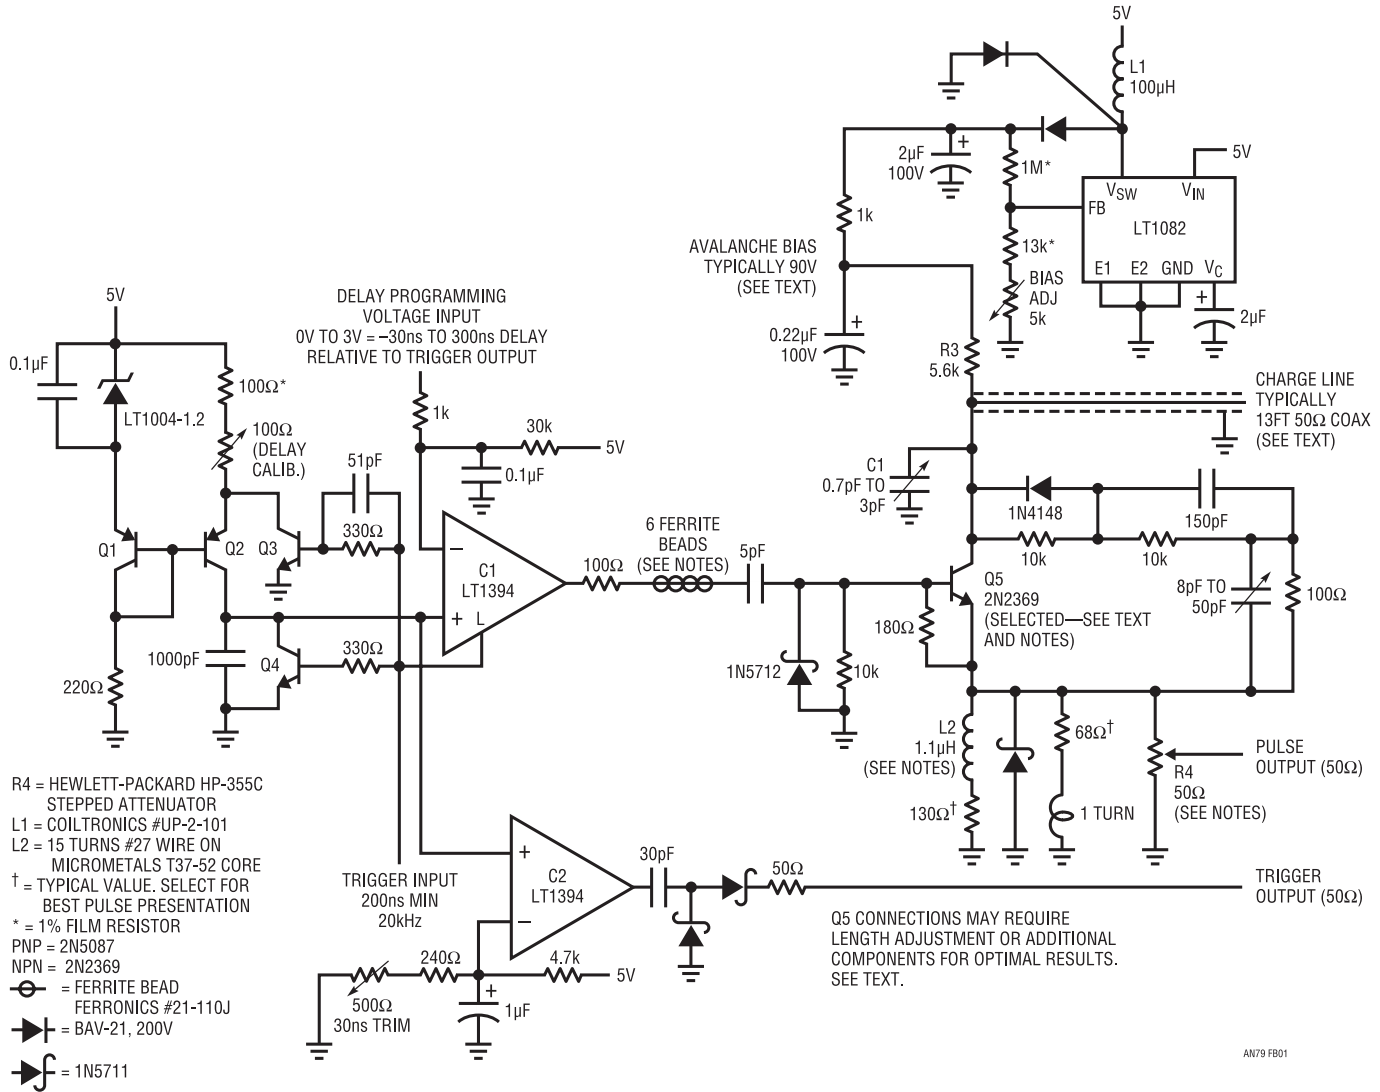 5V
L1
100µH
2µF
100V
+
1M*
5V
VSW
VIN
FB
LT1082
E1
E2
GND
VC
13k*
BIAS
ADJ
5k
+
2µF
1k
AVALANCHE BIAS
TYPICALLY 90V
(SEE TEXT)
+
0.22µF
100V
R3
5.6k
CHARGE LINE
TYPICALLY
13FT 50Ω COAX
(SEE TEXT)
5V
0.1µF
LT1004-1.2
100Ω*
100Ω
(DELAY
CALIB.)
DELAY PROGRAMMING
VOLTAGE INPUT
0V TO 3V = –30ns TO 300ns DELAY
RELATIVE TO TRIGGER OUTPUT
1k
30k
5V
0.1µF
51pF
330Ω
Q1
Q2
Q3
–
C1
LT1394
+
L
100Ω
6 FERRITE
BEADS
(SEE NOTES)
5pF
C1
0.7pF TO
3pF
1N4148
150pF
10k
10k
Q5
2N2369
(SELECTED—SEE TEXT
AND NOTES)
8pF TO
50pF
100Ω
180Ω
1N5712
10k
1000pF
Q4
330Ω
220Ω
L2
1.1µH
(SEE NOTES)
130Ω†
68Ω†
1 TURN
R4
50Ω
(SEE NOTES)
PULSE
OUTPUT (50Ω)
R4 = HEWLETT-PACKARD HP-355C
STEPPED ATTENUATOR
L1 = COILTRONICS #UP-2-101
L2 = 15 TURNS #27 WIRE ON
MICROMETALS T37-52 CORE
† = TYPICAL VALUE. SELECT FOR
BEST PULSE PRESENTATION
* = 1% FILM RESISTOR
PNP = 2N5087
NPN = 2N2369
= FERRITE BEAD
FERRONICS #21-110J
= BAV-21, 200V
= 1N5711
TRIGGER INPUT
200ns MIN
20kHz
+
C2
LT1394
–
30pF
50Ω
TRIGGER
OUTPUT (50Ω)
500Ω
30ns TRIM
240Ω
4.7k
5V
+
1µF
Q5 CONNECTIONS MAY REQUIRE
LENGTH ADJUSTMENT OR ADDITIONAL
COMPONENTS FOR OPTIMAL RESULTS.
SEE TEXT.
AN79 FB01